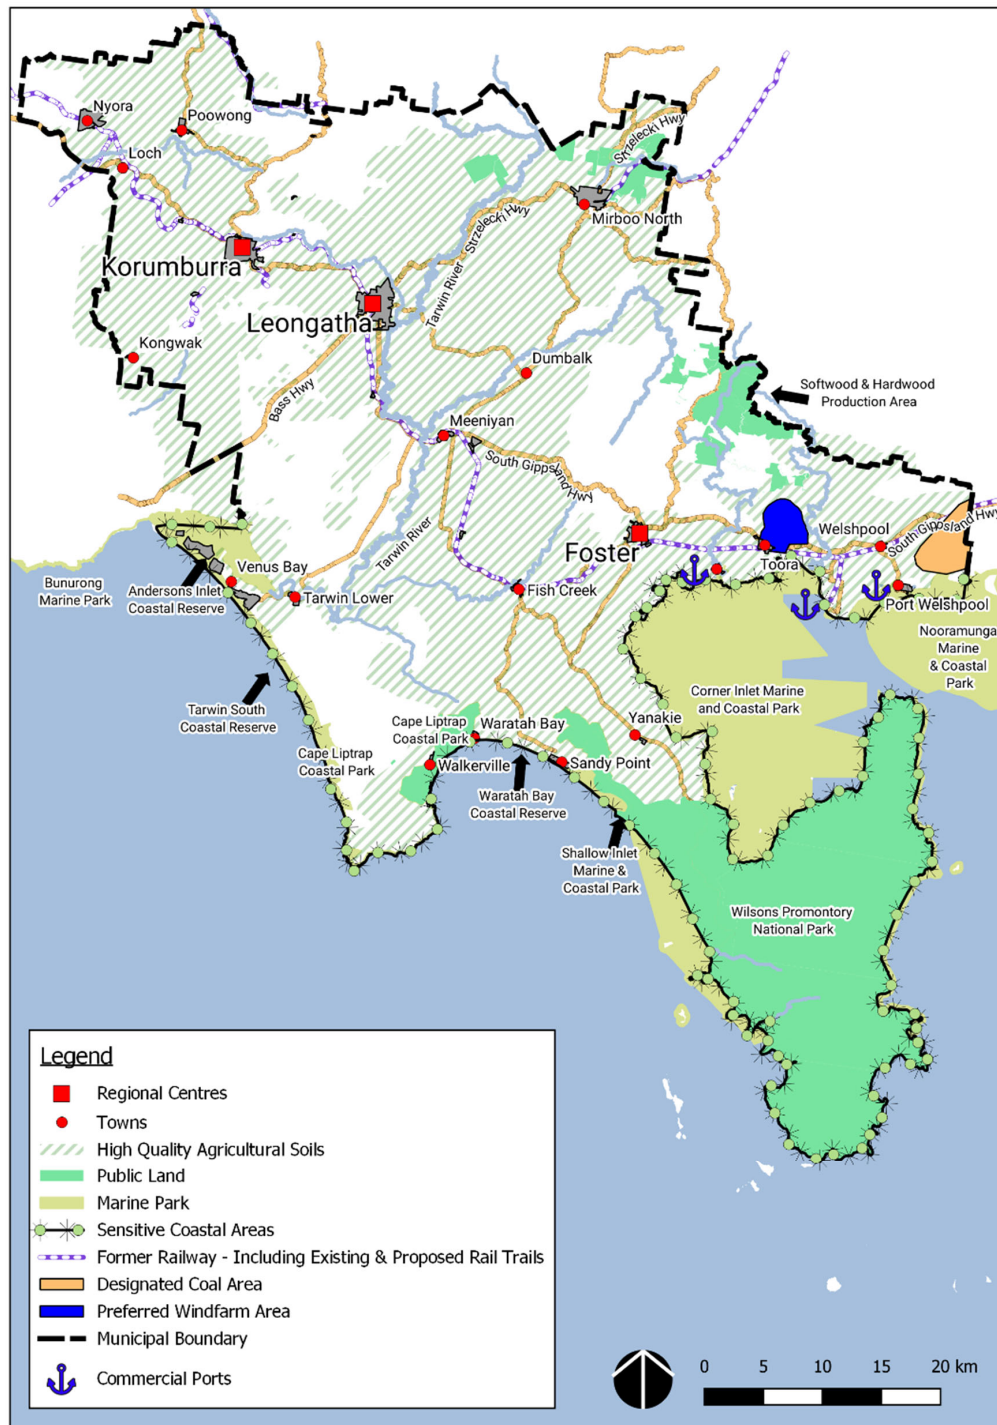 Nyora
Poowong
Loch
Strzelecki Hwy
Mirboo North
Strzelecki Hwy
Korumburra
Tarwin River
Leongatha
Kongwak
Dumbalk
Softwood & Hardwood
Production Area
Bass Hwy
Meeniyan
South Gippsland Hwy
Tarwin River
Foster
Welshpool
South Gippsland Hwy
Toora
Bunurong
Marine Park
Venus Bay
Andersons Inlet
Coastal Reserve
Tarwin Lower
Fish Creek
Port Welshpool
Nooramunga
Marine
& Coastal
Park
Corner Inlet Marine
and Coastal Park
Tarwin South
Coastal Reserve
Cape Liptrap
Coastal Park
Waratah Bay
Yanakie
Cape Liptrap
Coastal Park
Walkerville
Sandy Point
Waratah Bay
Coastal Reserve
Shallow Inlet
Marine &
Coastal Park
Wilsons Promontory
National Park
Legend
Regional Centres
Towns
High Quality Agricultural Soils
Public Land
Marine Park
Sensitive Coastal Areas
Former Railway - Including Existing & Proposed Rail Trails
Designated Coal Area
Preferred Windfarm Area
Municipal Boundary
Commercial Ports
0 5 10 15 20 km